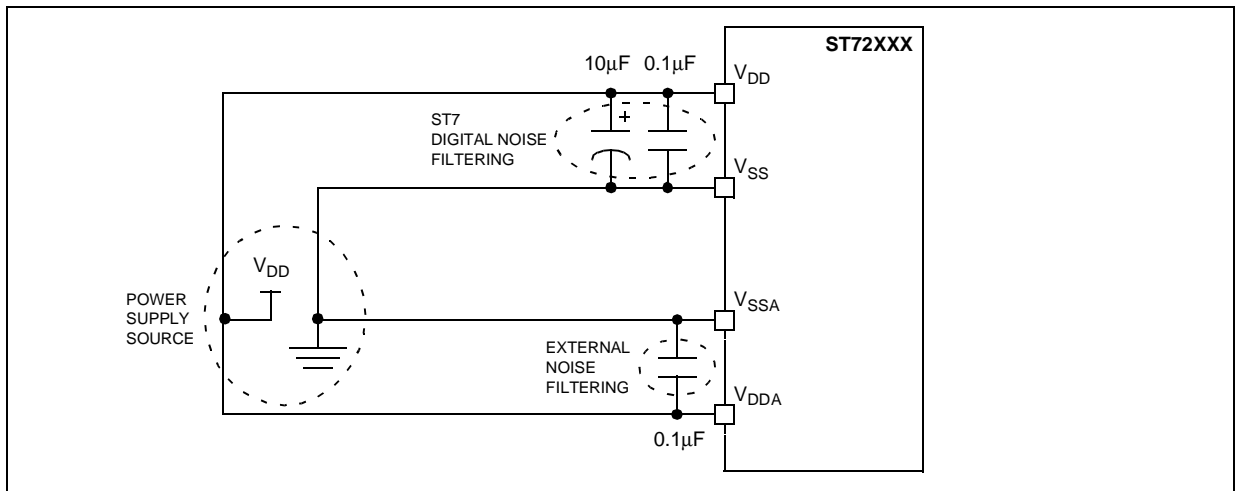 ST72XXX
10μF 0.1μF
VDD
ST7
DIGITAL NOISE
FILTERING
+
VSS
VDD
POWER
SUPPLY
SOURCE
VSSA
EXTERNAL
NOISE
FILTERING
VDDA
0.1μF